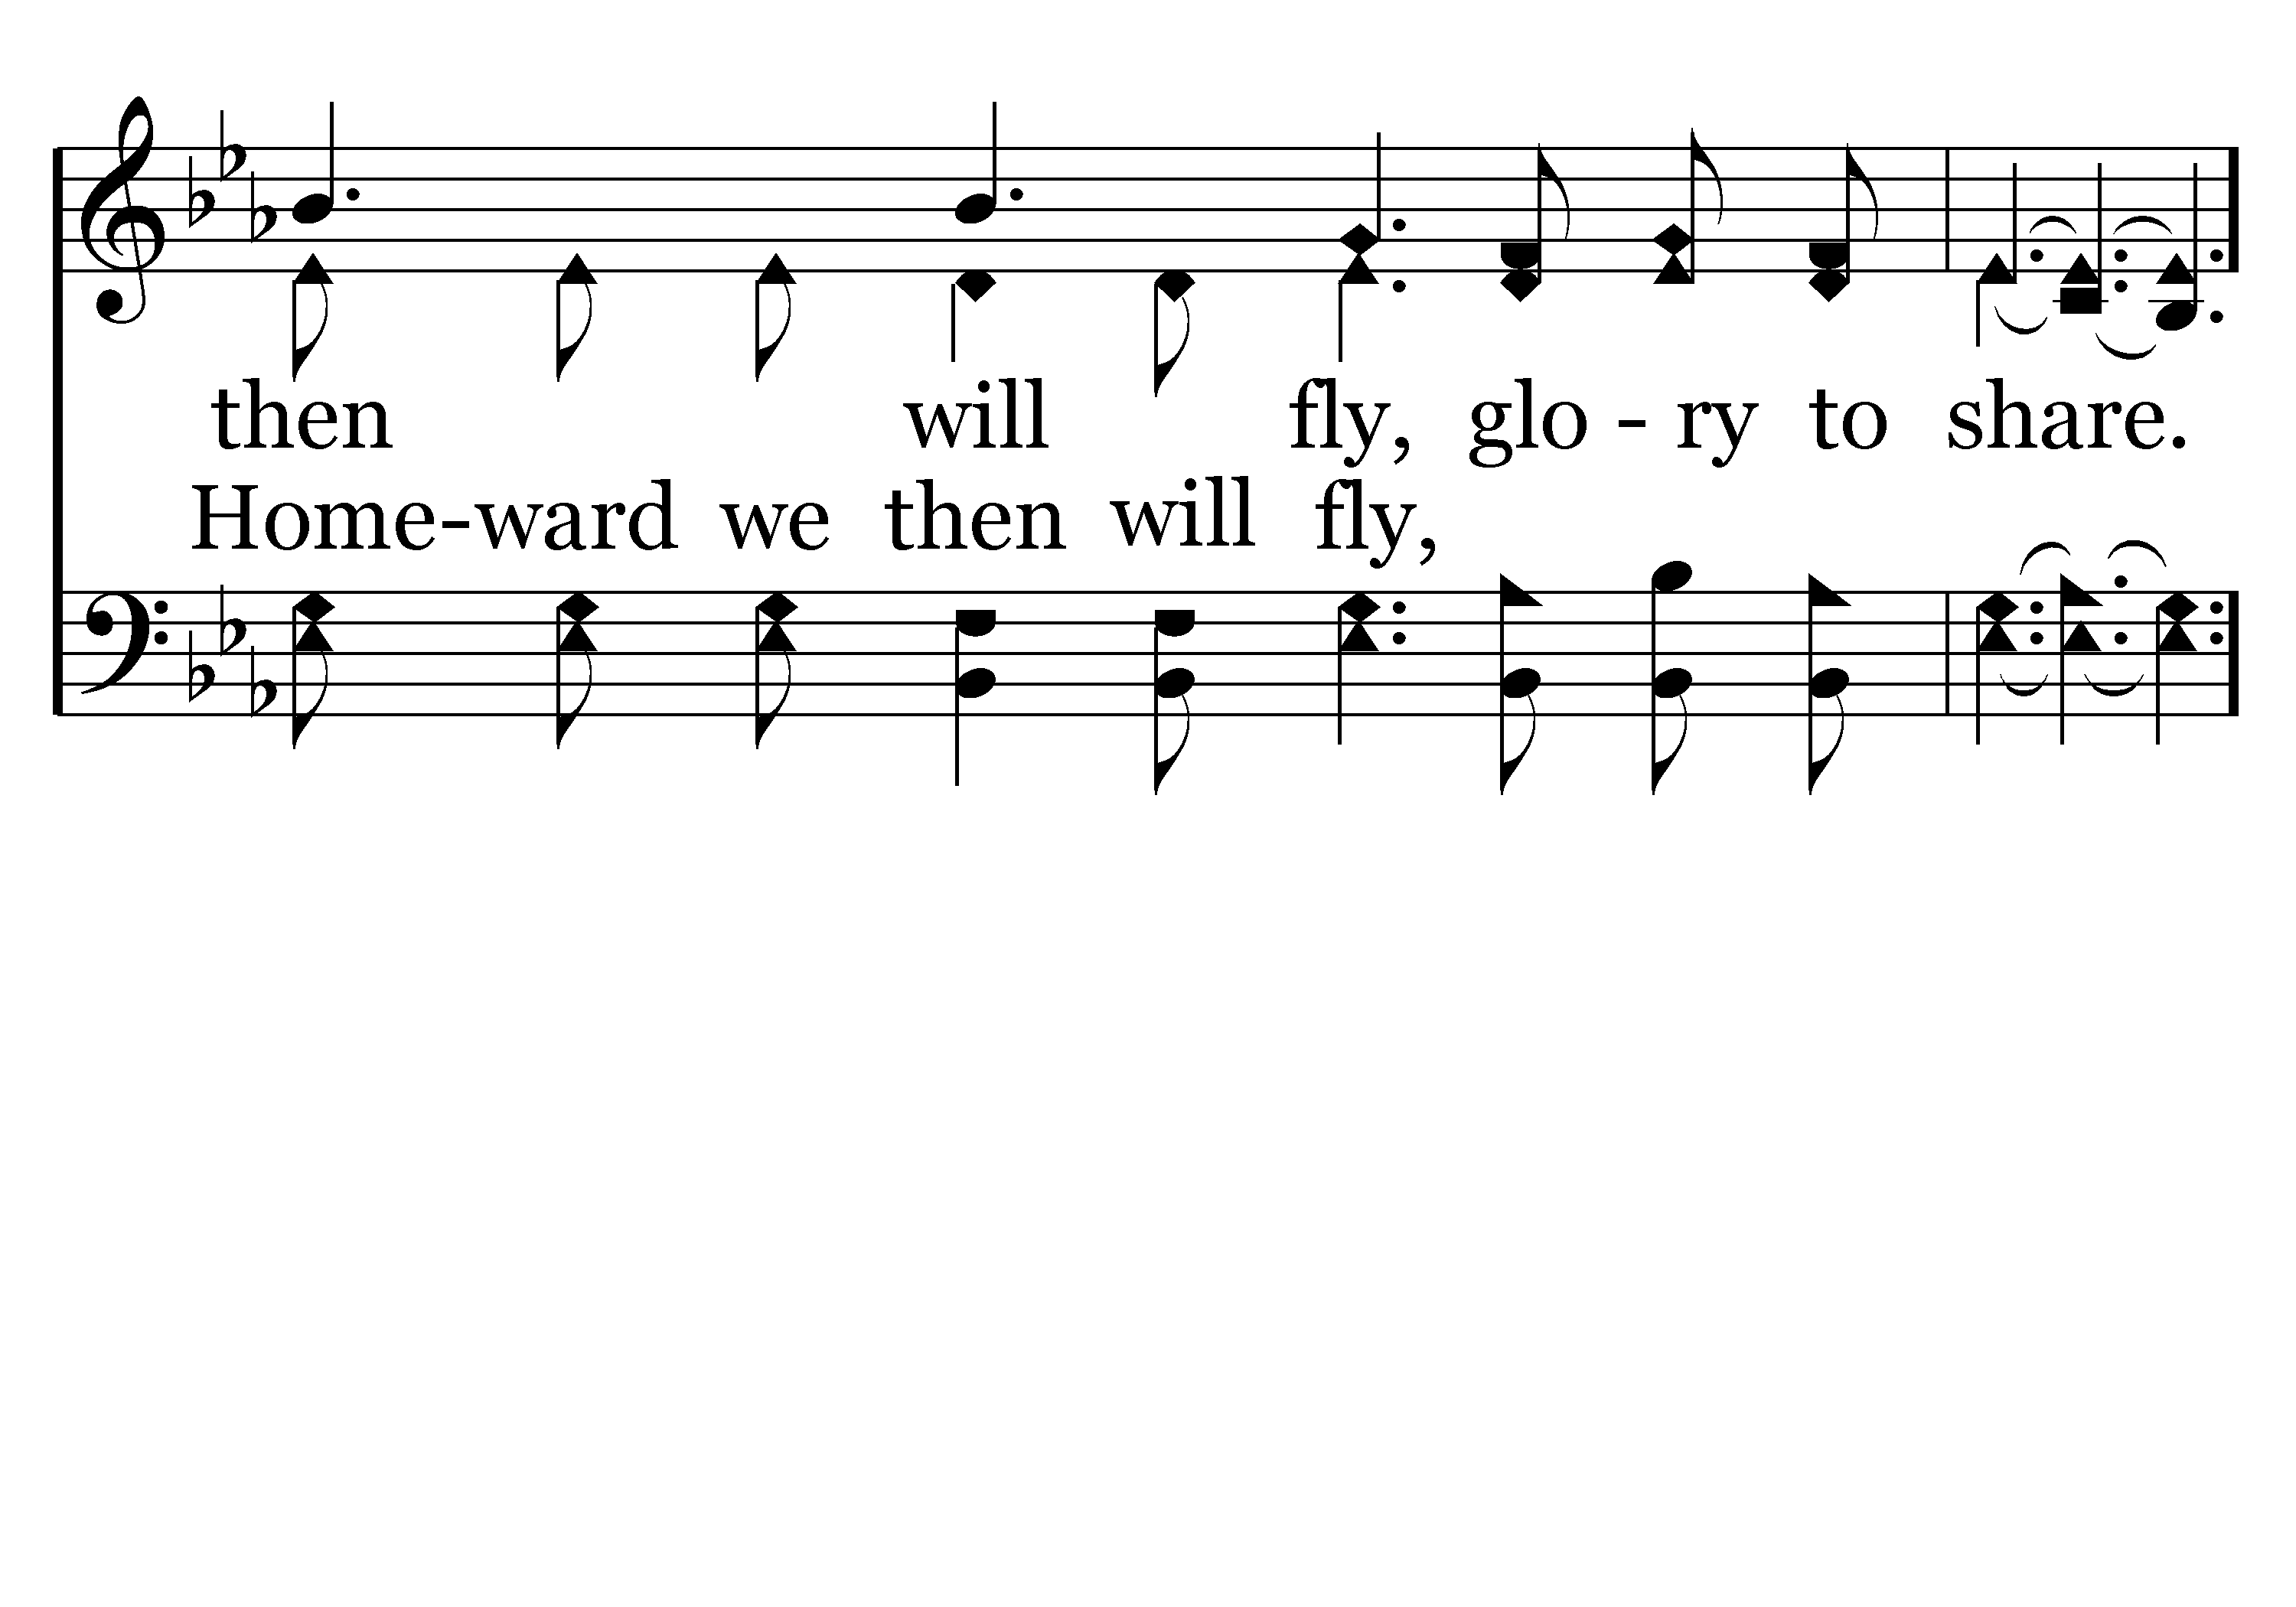 then will fly, glo - ry to share.
Home-ward we then will fly,